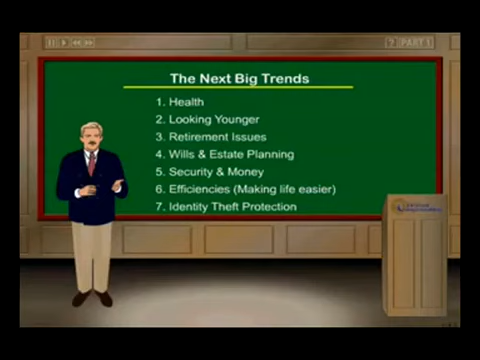 ? PART 1
The Next Big Trends
1. Health
2. Looking Younger
3. Retirement Issues
4. Wills & Estate Planning
5. Security & Money
6. Efficiencies (Making life easier)
7. Identity Theft Protection